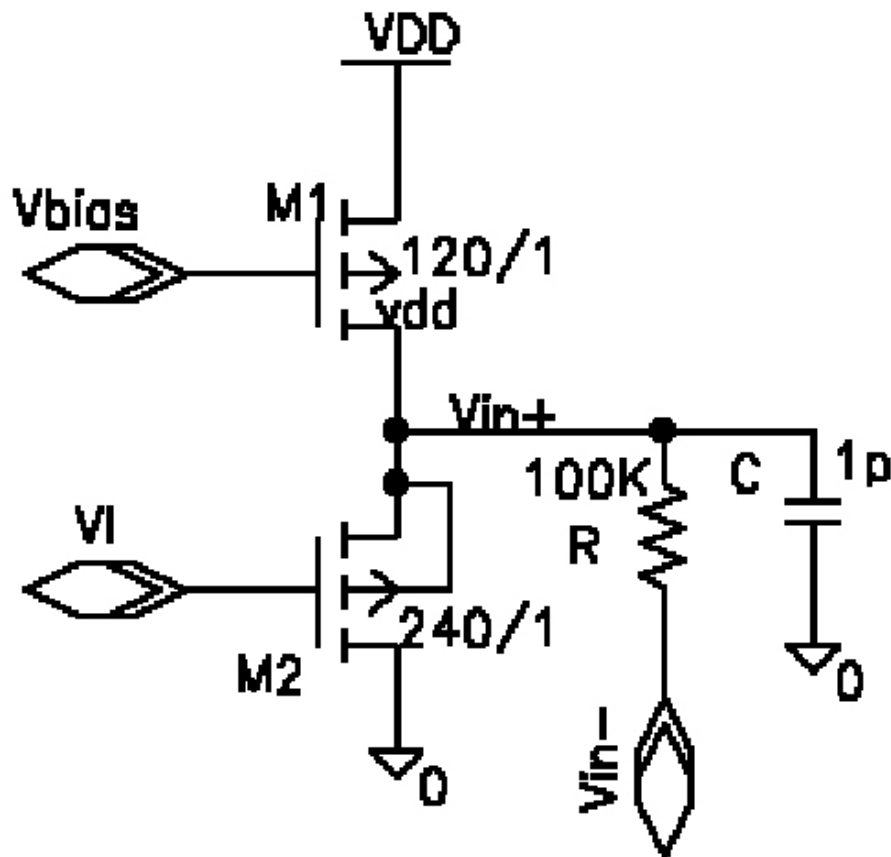 VDD
Vbias
M1
120/1
vdd
Vin+
100K
C
1p
R
VI
240/1
M2
0
0
Vin-